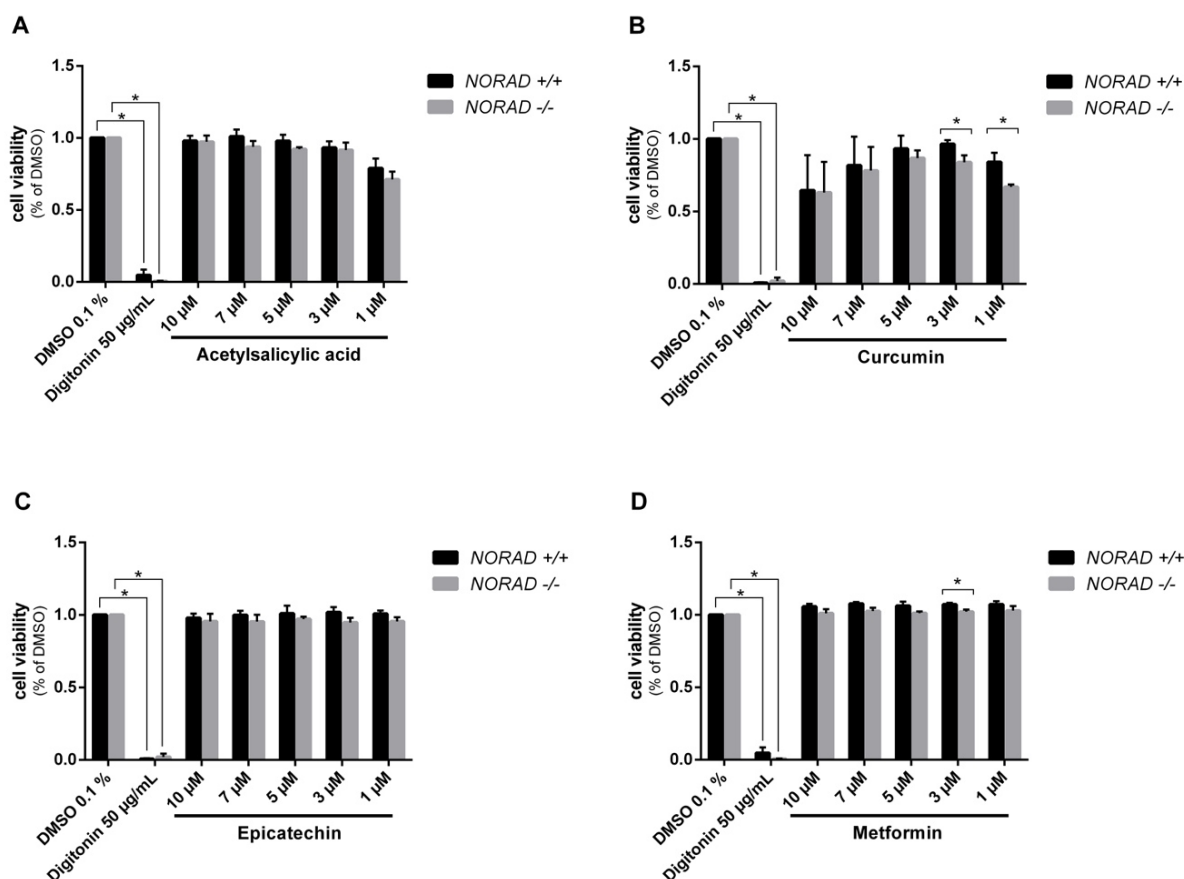 A
cell viability
(% of DMSO)
1.5
1.0
0.5
0.0
*
*
NORAD +/+
NORAD -/-
DMSO 0.1 %
Digitonin 50 µg/mL
10 µM
7 µM
5 µM
3 µM
1 µM
Acetylsalicylic acid
B
cell viability
(% of DMSO)
1.5
1.0
0.5
0.0
*
*
*
*
NORAD +/+
NORAD -/-
DMSO 0.1 %
Digitonin 50 µg/mL
10 µM
7 µM
5 µM
3 µM
1 µM
Curcumin
C
cell viability
(% of DMSO)
1.5
1.0
0.5
0.0
*
*
NORAD +/+
NORAD -/-
DMSO 0.1 %
Digitonin 50 µg/mL
10 µM
7 µM
5 µM
3 µM
1 µM
Epicatechin
D
cell viability
(% of DMSO)
1.5
1.0
0.5
0.0
*
*
*
NORAD +/+
NORAD -/-
DMSO 0.1 %
Digitonin 50 µg/mL
10 µM
7 µM
5 µM
3 µM
1 µM
Metformin